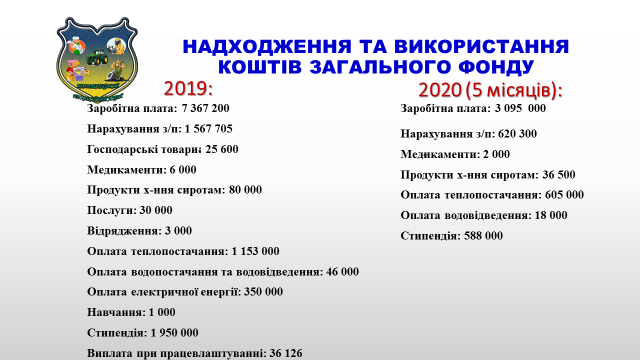 НАДХОДЖЕННЯ ТА ВИКОРИСТАННЯ
КОШТІВ ЗАГАЛЬНОГО ФОНДУ
2019:
Заробітна плата: 7 367 200
Нарахування з/п: 1 567 705
Господарські товари: 25 600
Медикаменти: 6 000
Продукти х-ння сиротам: 80 000
Послуги: 30 000
Відрядження: 3 000
Оплата теплопостачання: 1 153 000
Оплата водопостачання та водовідведення: 46 000
Оплата електричної енергії: 350 000
Навчання: 1 000
Стипендія: 1 950 000
Виплата при працевлаштуванні: 36 126
2020 (5 місяців):
Заробітна плата: 3 095 000
Нарахування з/п: 620 300
Медикаменти: 2 000
Продукти х-ння сиротам: 36 500
Оплата теплопостачання: 605 000
Оплата водовідведення: 18 000
Стипендія: 588 000